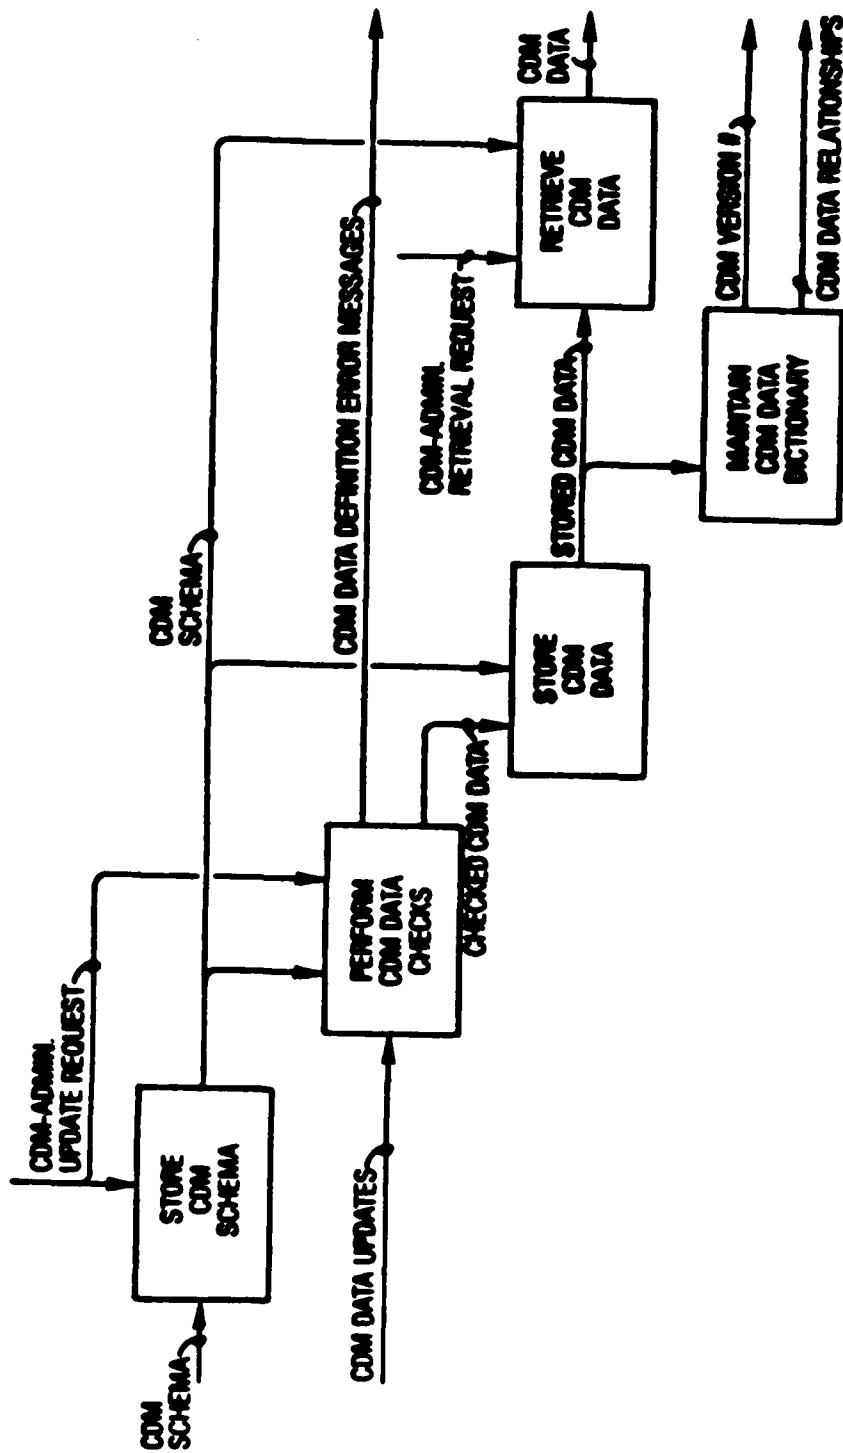 CDM-ADMIN.
UPDATE REQUEST
CDM
SCHEMA
STORE
CDM
SCHEMA
CDM
SCHEMA
CDM DATA UPDATES
PERFORM
CDM DATA
CHECKS
CDM DATA DEFINITION ERROR MESSAGES
CHECKED CDM DATA
CDM-ADMIN.
RETRIEVAL REQUEST
STORE
CDM
DATA
STORED CDM DATA
RETRIEVE
CDM
DATA
CDM
DATA
MAINTAIN
CDM DATA
DICTIONARY
CDM VERSION #
CDM DATA RELATIONSHIPS